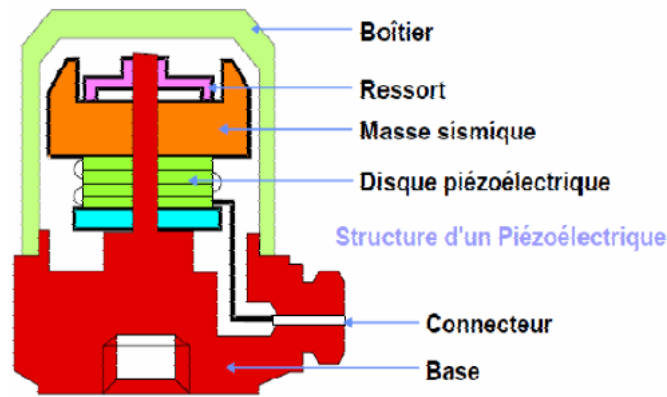 Boîtier
Ressort
Masse sismique
Disque piézoélectrique
Structure d'un Piézoélectrique
Connecteur
Base